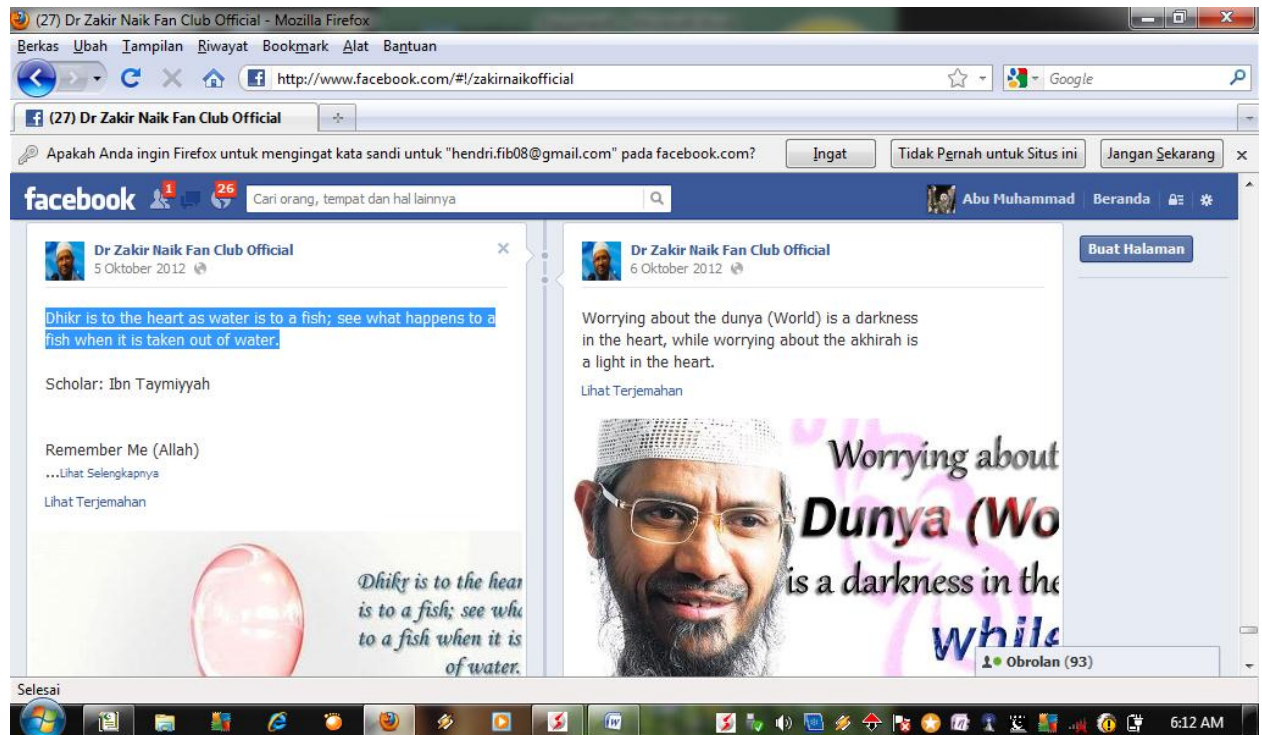 (27) Dr Zakir Naik Fan Club Official - Mozilla Firefox
Berkas Ubah Tampilan Riwayat Bookmark Alat Bantuan
http://www.facebook.com/#!/zakirnaikofficial
Google
(27) Dr Zakir Naik Fan Club Official
Apakah Anda ingin Firefox untuk mengingat kata sandi untuk "hendri.fib08@gmail.com" pada facebook.com? Ingat Tidak Pernah untuk Situs ini Jangan Sekarang
facebook 1 26 Cari orang, tempat dan hal lainnya Abu Muhammad Beranda
Dr Zakir Naik Fan Club Official
5 Oktober 2012
Dhikr is to the heart as water is to a fish; see what happens to a
fish when it is taken out of water.
Scholar: Ibn Taymiyyah
Remember Me (Allah)
...Lihat Selengkapnya
Lihat Terjemahan
Dhikr is to the hear
is to a fish; see wha
to a fish when it is
of water.
Dr Zakir Naik Fan Club Official
6 Oktober 2012
Worrying about the dunya (World) is a darkness
in the heart, while worrying about the akhirah is
a light in the heart.
Lihat Terjemahan
Worrying about
Dunya (Wo
is a darkness in the
while
Buat Halaman
Obrolan (93)
Selesai
6:12 AM